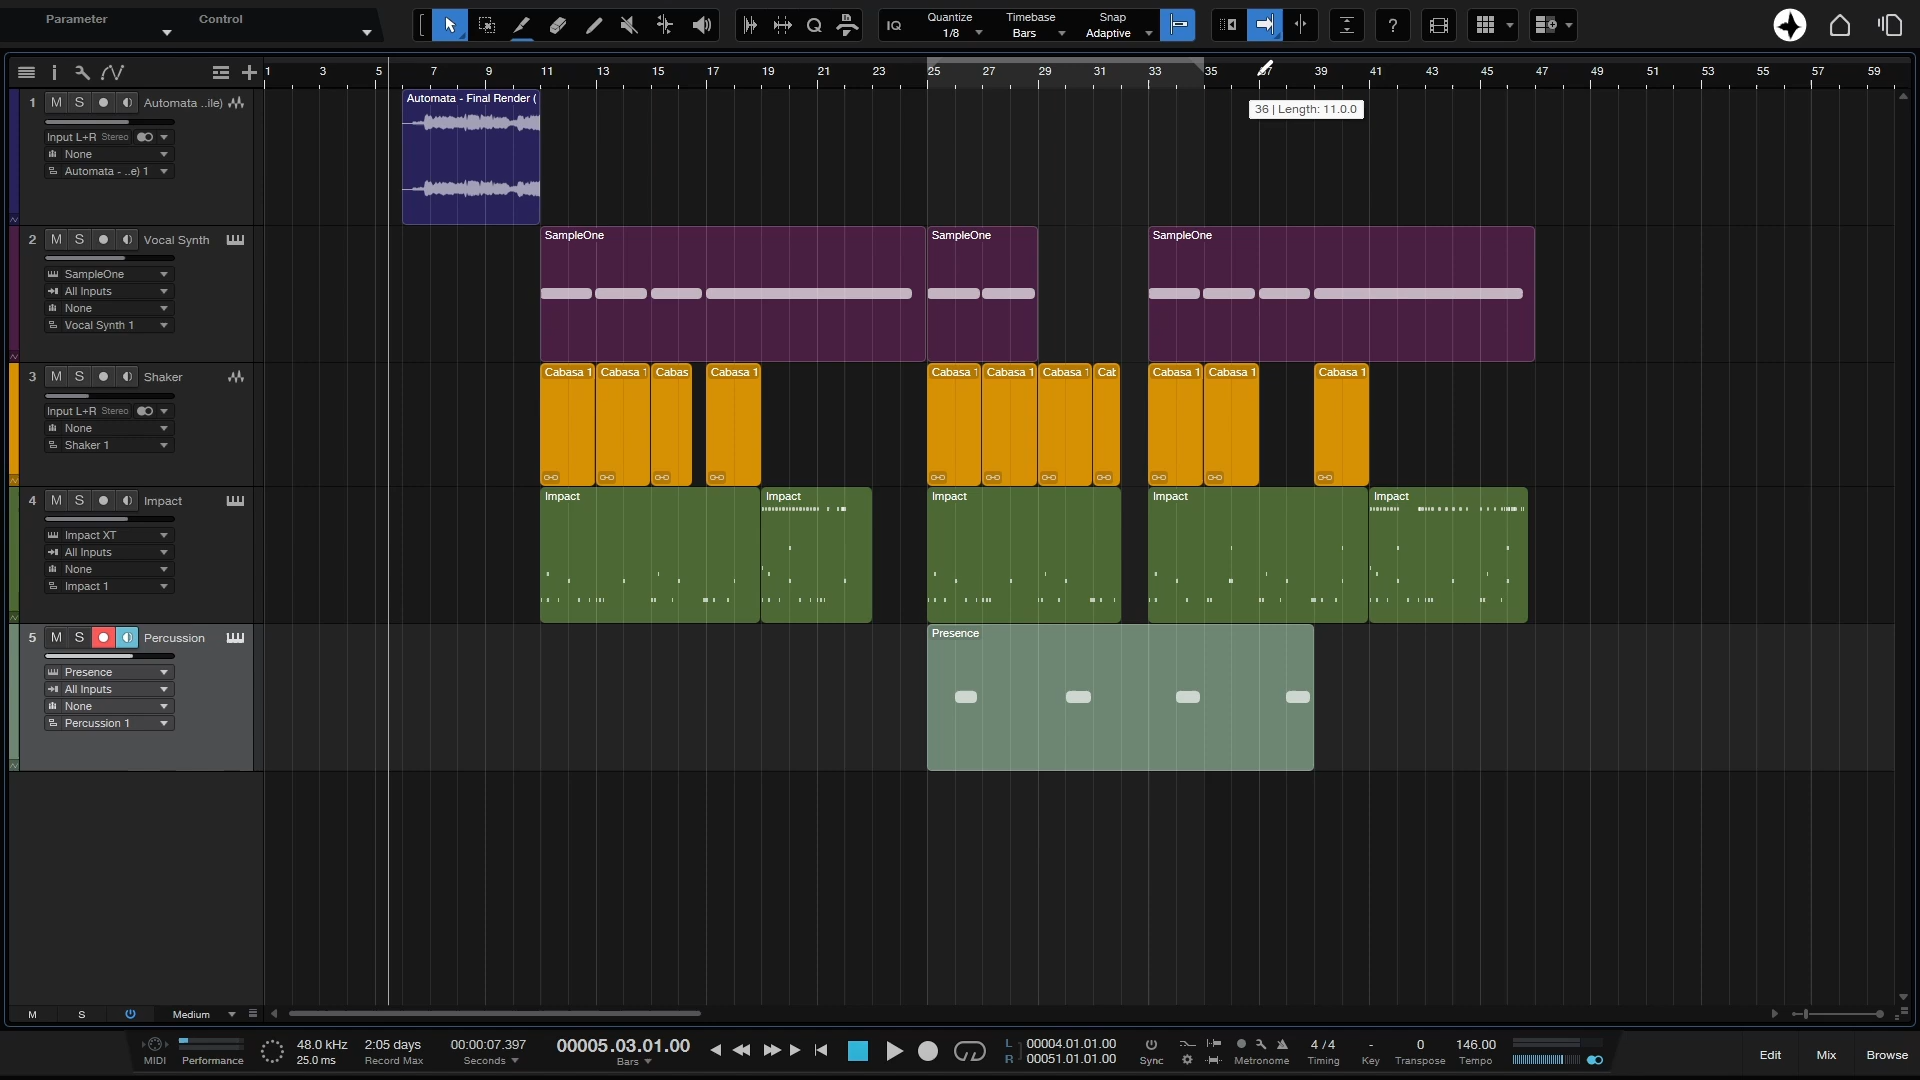 Parameter
Control
IQ
Quantize
1/8
Timebase
Bars
Snap
Adaptive
?
1 3 5 7 9 11 13 15 17 19 21 23 25 27 29 31 33 35 37 39 41 43 45 47 49 51 53 55 57 59
36 | Length: 11.0.0
1 M S Automata ..ile)
Input L+R Stereo
None
Automata - ..e) 1
Automata - Final Render (
2 M S Vocal Synth
SampleOne
All Inputs
None
Vocal Synth 1
SampleOne SampleOne SampleOne
3 M S Shaker
Input L+R Stereo
None
Shaker 1
Cabasa 1 Cabasa 1 Cabas Cabasa 1 Cabasa 1 Cabasa 1 Cabasa 1 Cab Cabasa 1 Cabasa 1 Cabasa 1
4 M S Impact
Impact XT
All Inputs
None
Impact 1
Impact Impact Impact Impact Impact
5 M S Percussion
Presence
All Inputs
None
Percussion 1
Presence
M S Medium
MIDI
Performance
48.0 kHz
25.0 ms
2:05 days
Record Max
00:00:07.397
Seconds
00005.03.01.00
Bars
L 00004.01.01.00
R 00051.01.01.00
Sync
Metronome
4 / 4
Timing
-
Key
0
Transpose
146.00
Tempo
Edit
Mix
Browse